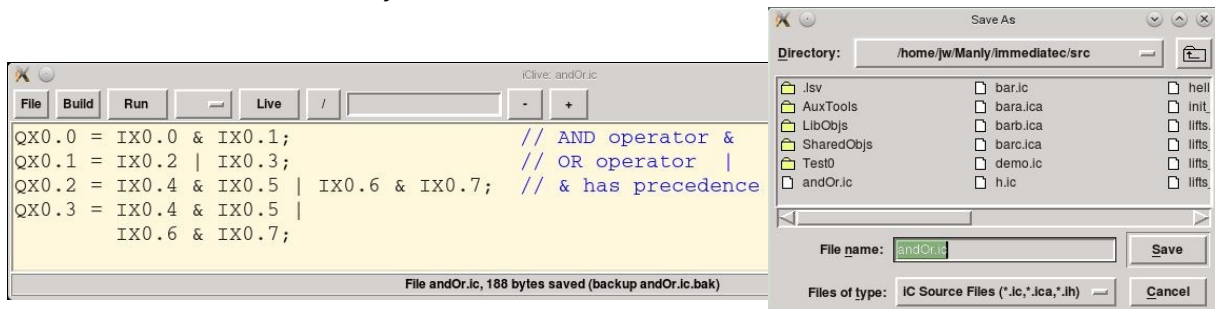 iClive: andOr.ic
File Build Run Live / - +
QX0.0 = IX0.0 & IX0.1; // AND operator &
QX0.1 = IX0.2 | IX0.3; // OR operator |
QX0.2 = IX0.4 & IX0.5 | IX0.6 & IX0.7; // & has precedence
QX0.3 = IX0.4 & IX0.5 |
IX0.6 & IX0.7;
File andOr.ic, 188 bytes saved (backup andOr.ic.bak)
Save As
Directory: /home/jw/Manly/immediatec/src
.lsv bar.ic hell
AuxTools bara.ica init_
LibObjs barb.ica lifts.
SharedObjs barc.ica lifts_
Test0 demo.ic lifts_
andOr.ic h.ic lifts_
File name: andOr.ic Save
Files of type: iC Source Files (*.ic,*.ica,*.ih) Cancel